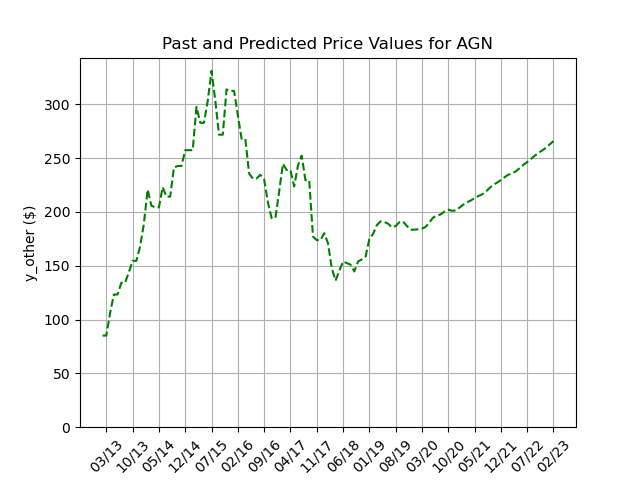 Past and Predicted Price Values for AGN
y_other ($)
300
250
200
150
100
50
0
03/13 10/13 05/14 12/14 07/15 02/16 09/16 04/17 11/17 06/18 01/19 08/19 03/20 10/20 05/21 12/21 07/22 02/23